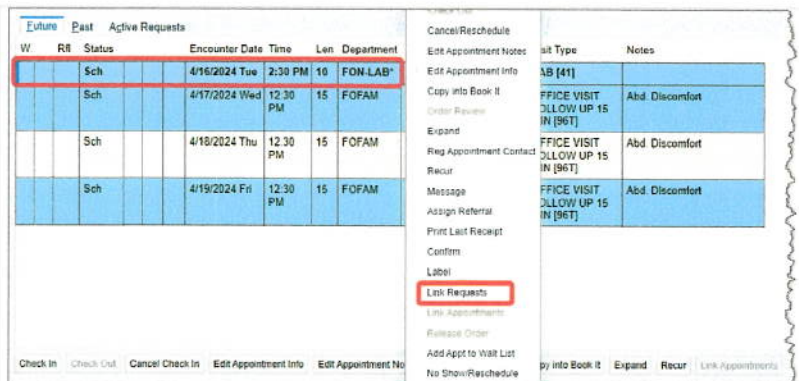 Future Past Active Requests
W. Rfl Status Encounter Date Time Len Department sit Type Notes
Sch 4/16/2024 Tue 2:30 PM 10 FON-LAB* AB [41]
Sch 4/17/2024 Wed 12:30 PM 15 FOFAM FFICE VISIT OLLOW UP 15 IN [96T] Abd. Discomfort
Sch 4/18/2024 Thu 12:30 PM 15 FOFAM FFICE VISIT OLLOW UP 15 IN [96T] Abd. Discomfort
Sch 4/19/2024 Fri 12:30 PM 15 FOFAM FFICE VISIT OLLOW UP 15 IN [96T] Abd. Discomfort
Check Out
Cancel/Reschedule
Edit Appointment Notes
Edit Appointment Info
Copy into Book It
Order Review
Expand
Reg Appointment Contact
Recur
Message
Assign Referral
Print Last Receipt
Confirm
Label
Link Requests
Link Appointments
Release Order
Add Appt to Wait List
No Show/Reschedule
Check In Check Out Cancel Check In Edit Appointment Info Edit Appointment No py into Book It Expand Recur Link Appointments